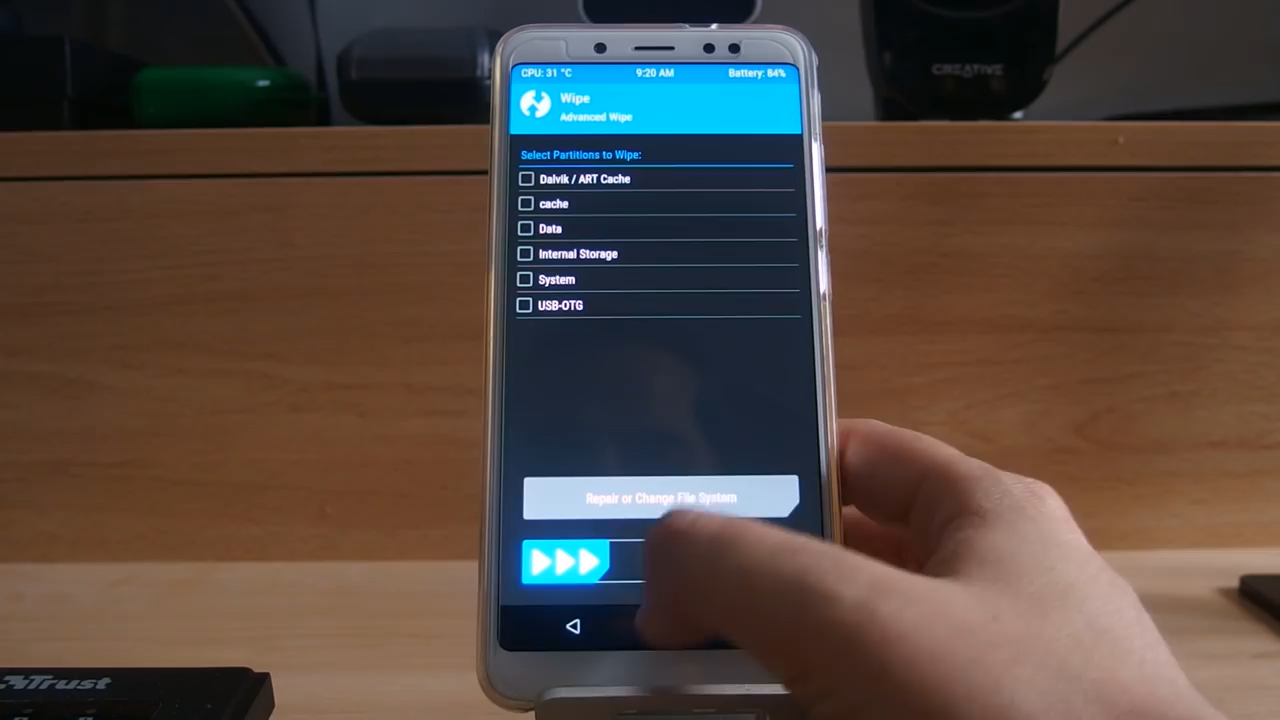 CREATIVE
CPU: 31 °C 9:20 AM Battery: 84%
Wipe
Advanced Wipe
Select Partitions to Wipe:
Dalvik / ART Cache
cache
Data
Internal Storage
System
USB-OTG
Repair or Change File System
Trust